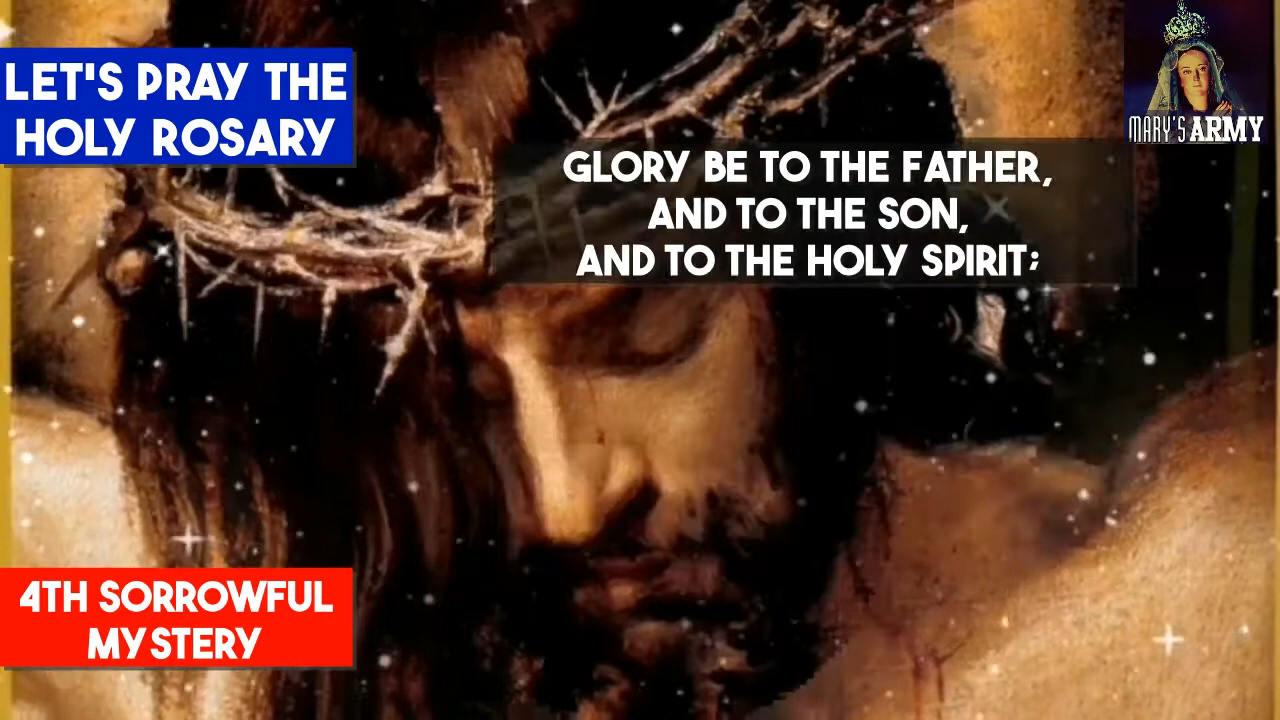 LET'S PRAY THE
HOLY ROSARY
GLORY BE TO THE FATHER,
AND TO THE SON,
AND TO THE HOLY SPIRIT;
MARY'S ARMY
4TH SORROWFUL
MYSTERY